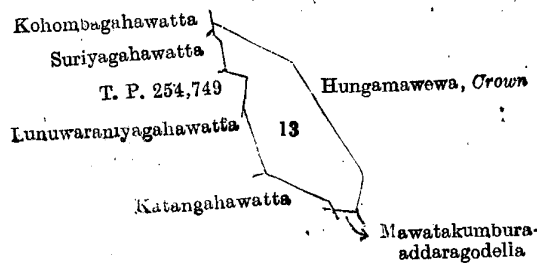 Kohombagahawatta
Suriyagahawatta
T. P. 254,749
Hungamawewa, Crown
Lunuwaraniyagahawatta
13
Katangahawatta
Mawatakumbura-
addaragodella